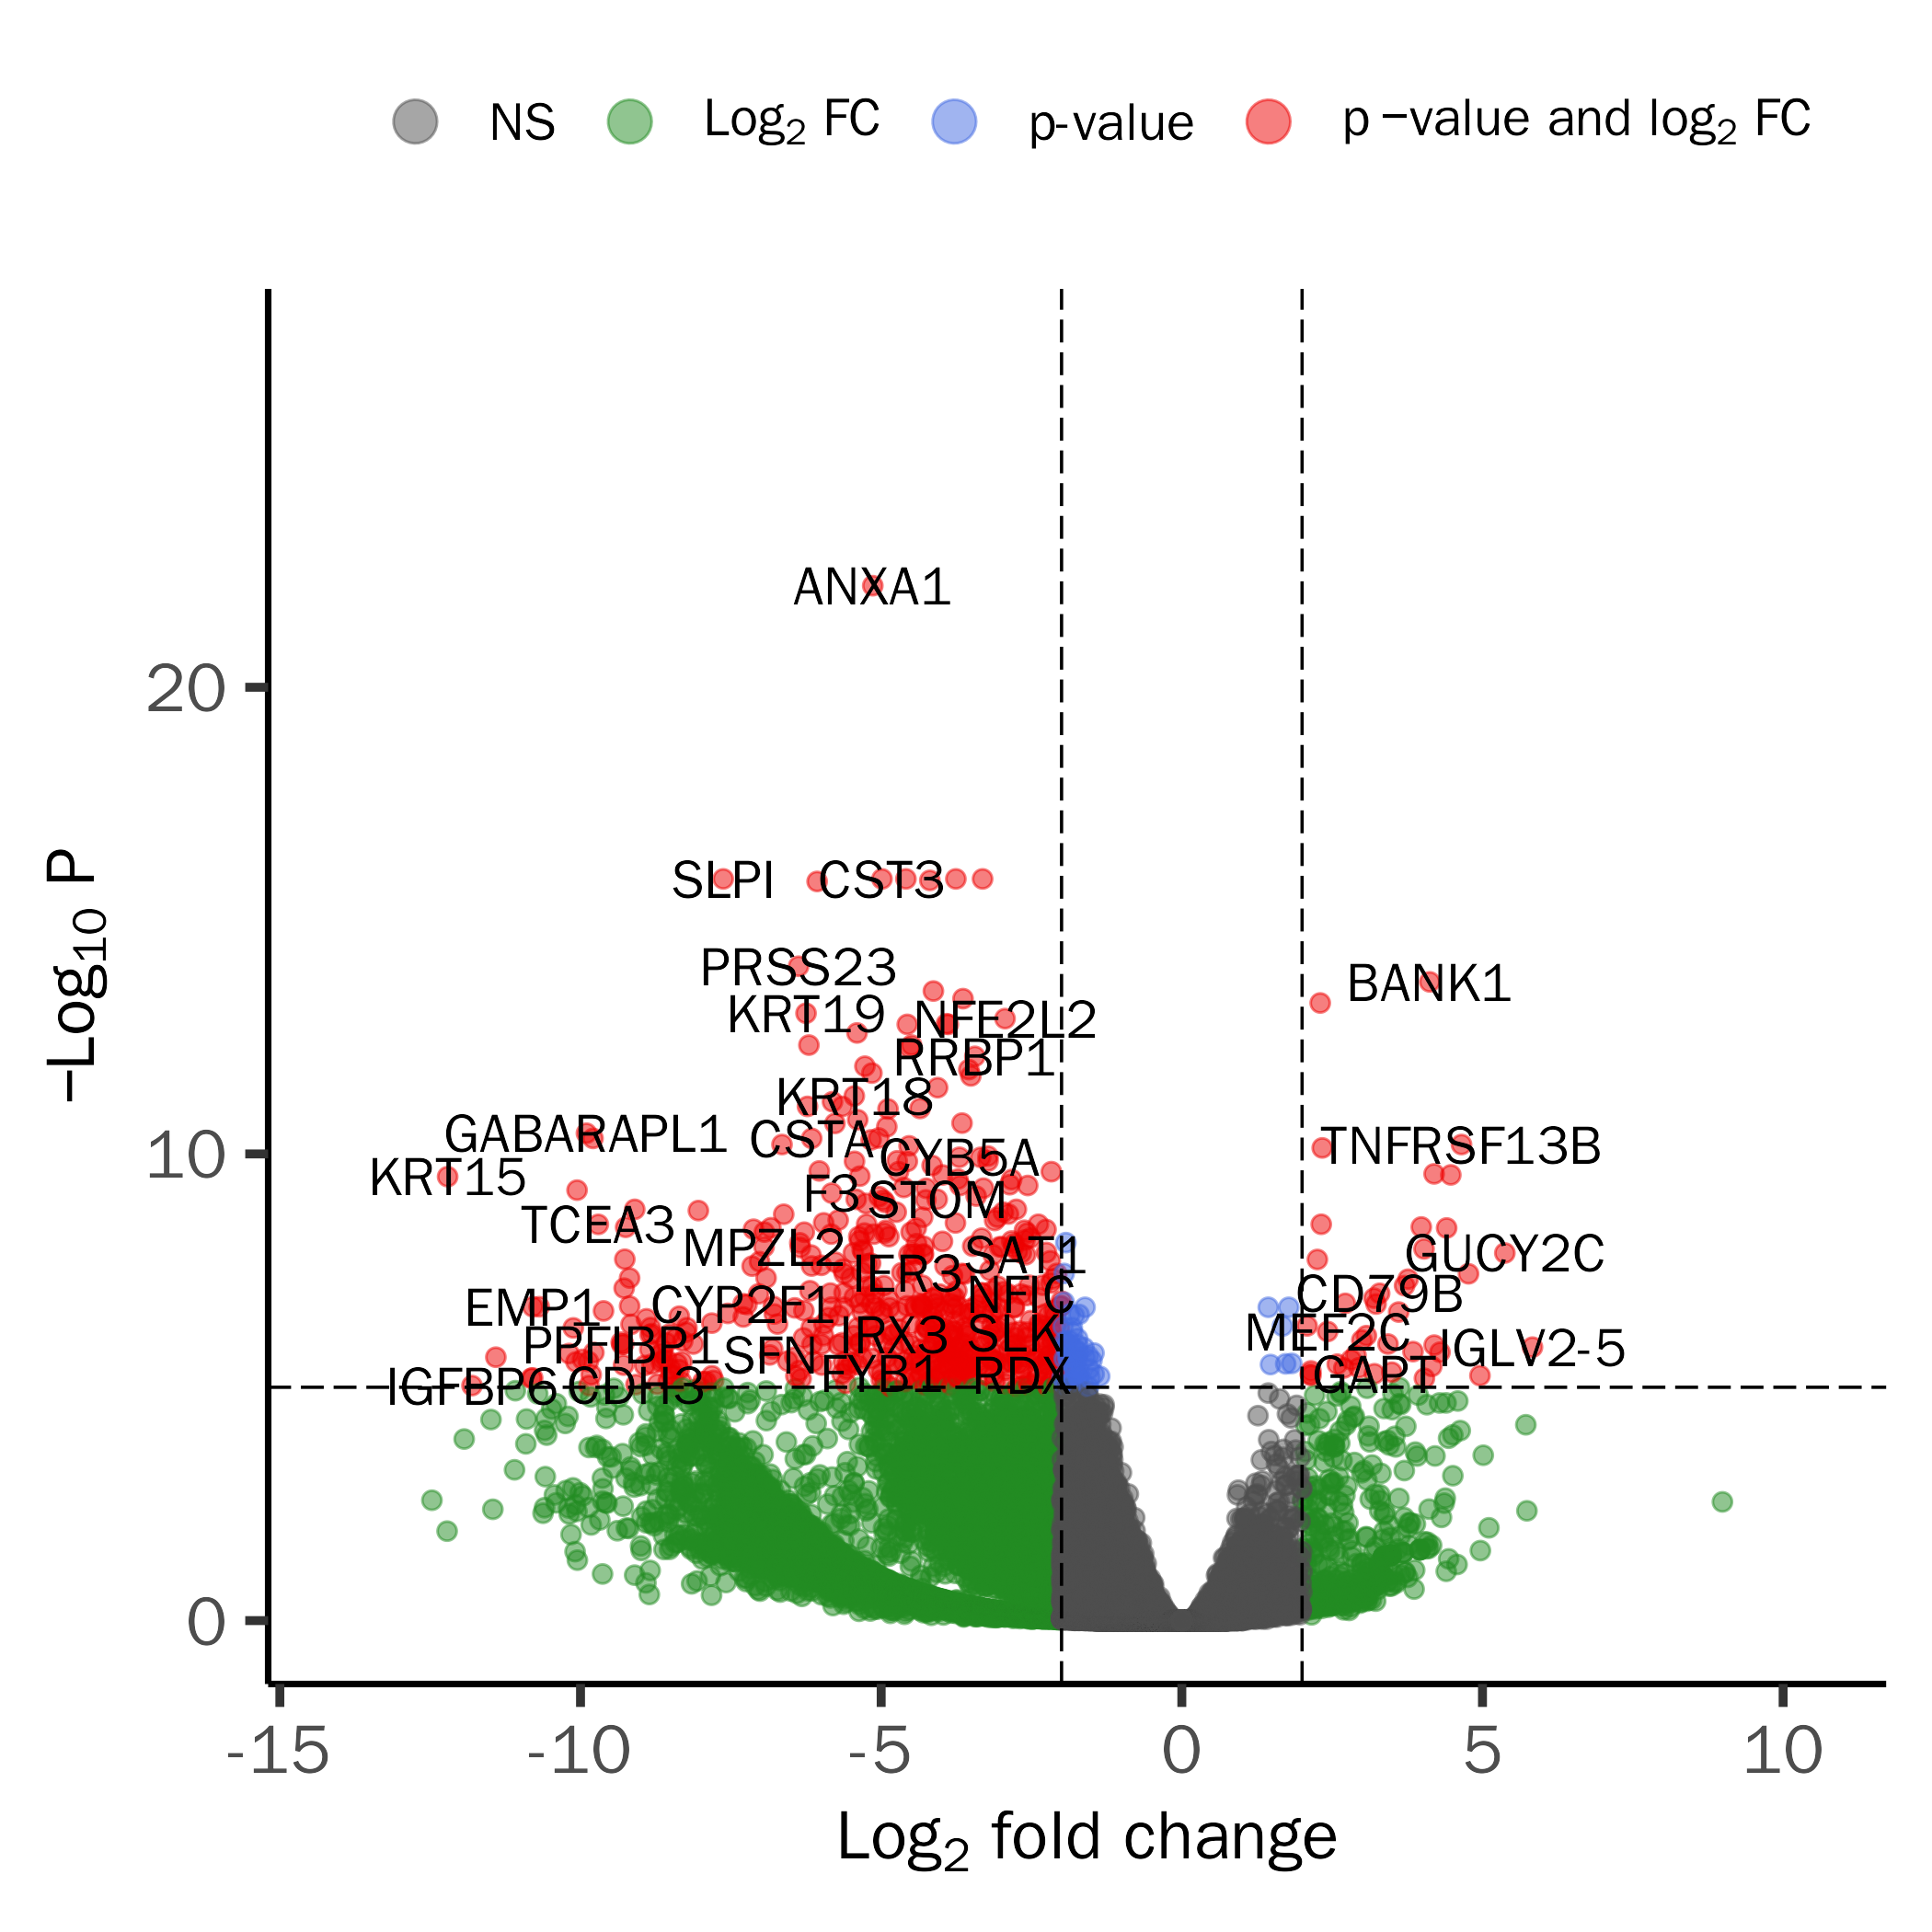 NS Log2 FC p-value p –value and log2 FC
–Log10 P
20
10
0
ANXA1
SLPI CST3
PRSS23
BANK1
KRT19 NFE2L2
RRBP1
KRT18
GABARAPL1 CSTA
TNFRSF13B
CYB5A
KRT15
F3 STOM
TCEA3
MPZL2 SAT1 GUCY2C
IER3
NFIC CD79B
EMP1 CYP2F1
IRX3 SLK MEF2C
PPFIBP1 SFN IGLV2-5
FYB1 RDX GAPT
IGFBP6 CDH3
-15 -10 -5 0 5 10
Log2 fold change